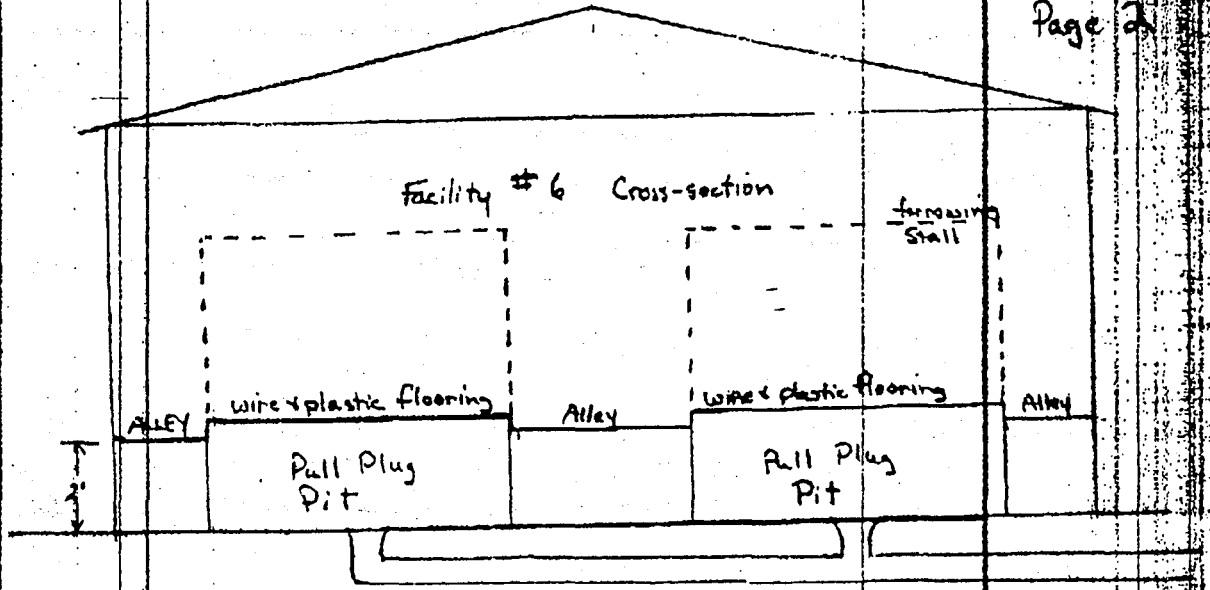 Page 2
Facility # 6 Cross-section
farrowing
Stall
wire & plastic flooring
wire & plastic flooring
ALLEY
Alley
Alley
Pull Plug
Pit
Pull Plug
Pit
2'